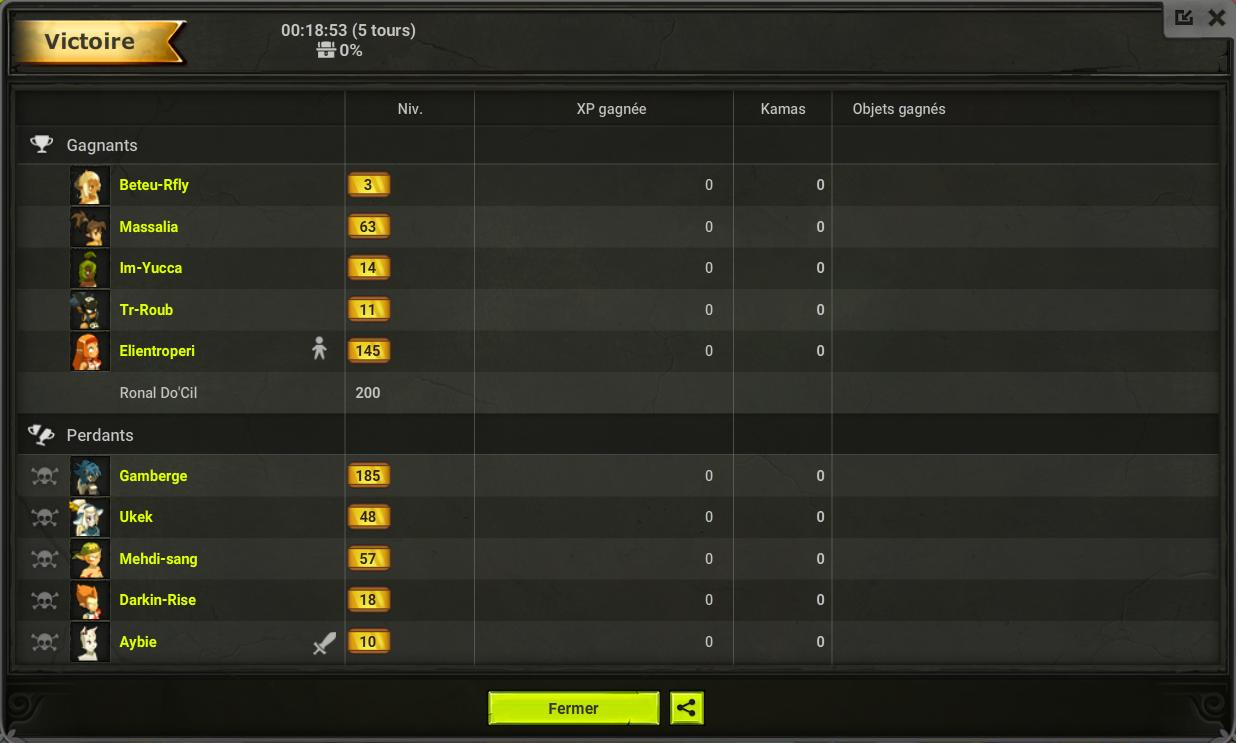 Victoire
00:18:53 (5 tours)
0%
Niv. XP gagnée Kamas Objets gagnés
Gagnants
Beteu-Rfly 3 0 0
Massalia 63 0 0
Im-Yucca 14 0 0
Tr-Roub 11 0 0
Elientroperi 145 0 0
Ronal Do'Cil 200
Perdants
Gamberge 185 0 0
Ukek 48 0 0
Mehdi-sang 57 0 0
Darkin-Rise 18 0 0
Aybie 10 0 0
Fermer